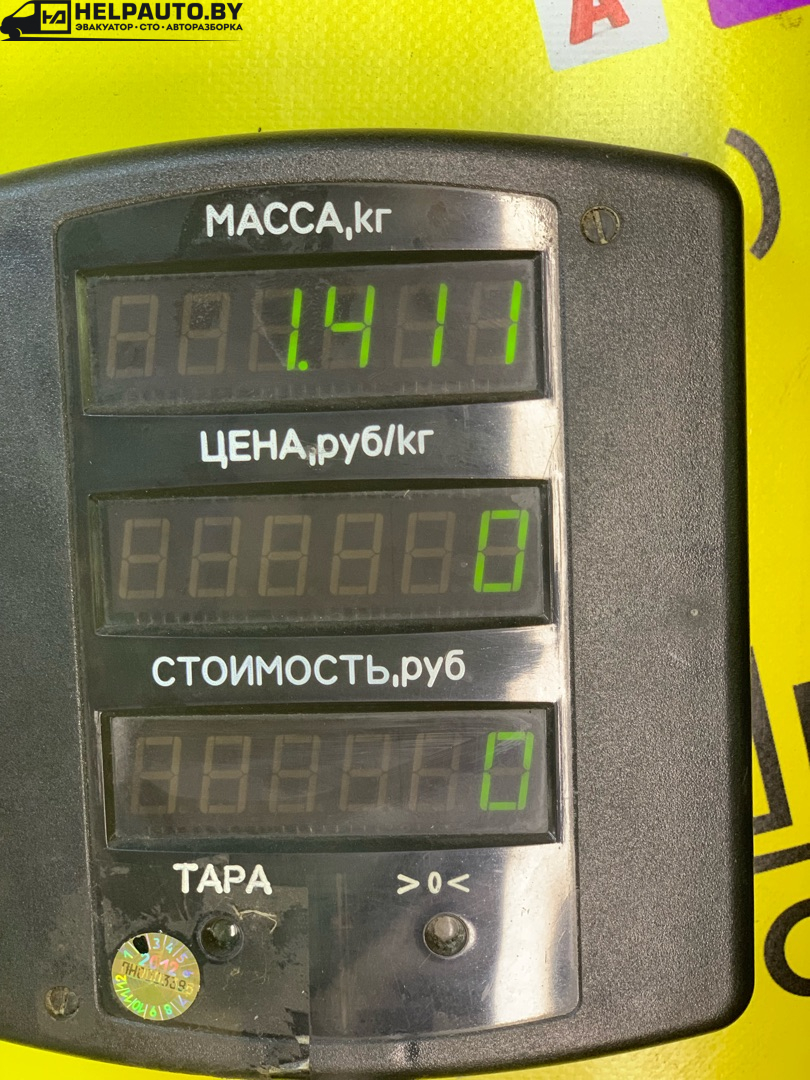 HELPAUTO.BY
ЭВАКУАТОР • СТО • АВТОРАЗБОРКА
А
МАССА,кг
1.411
ЦЕНА,руб/кг
0
СТОИМОСТЬ,руб
0
ТАРА >0<